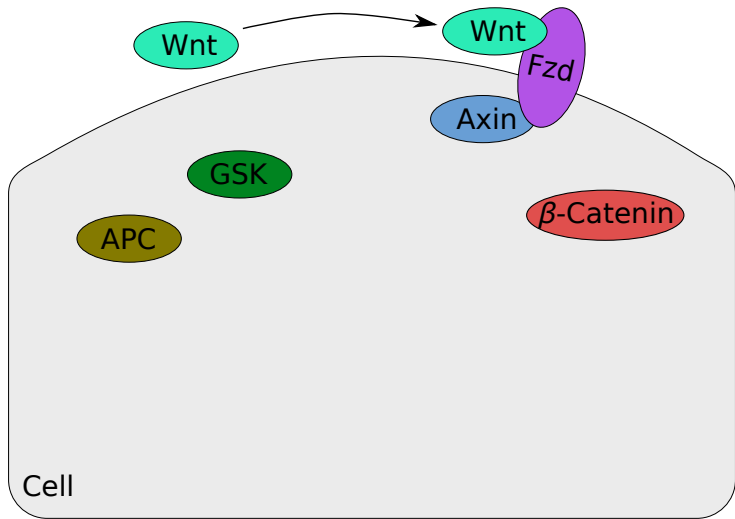 Wnt
Wnt
Fzd
Axin
GSK
β-Catenin
APC
Cell